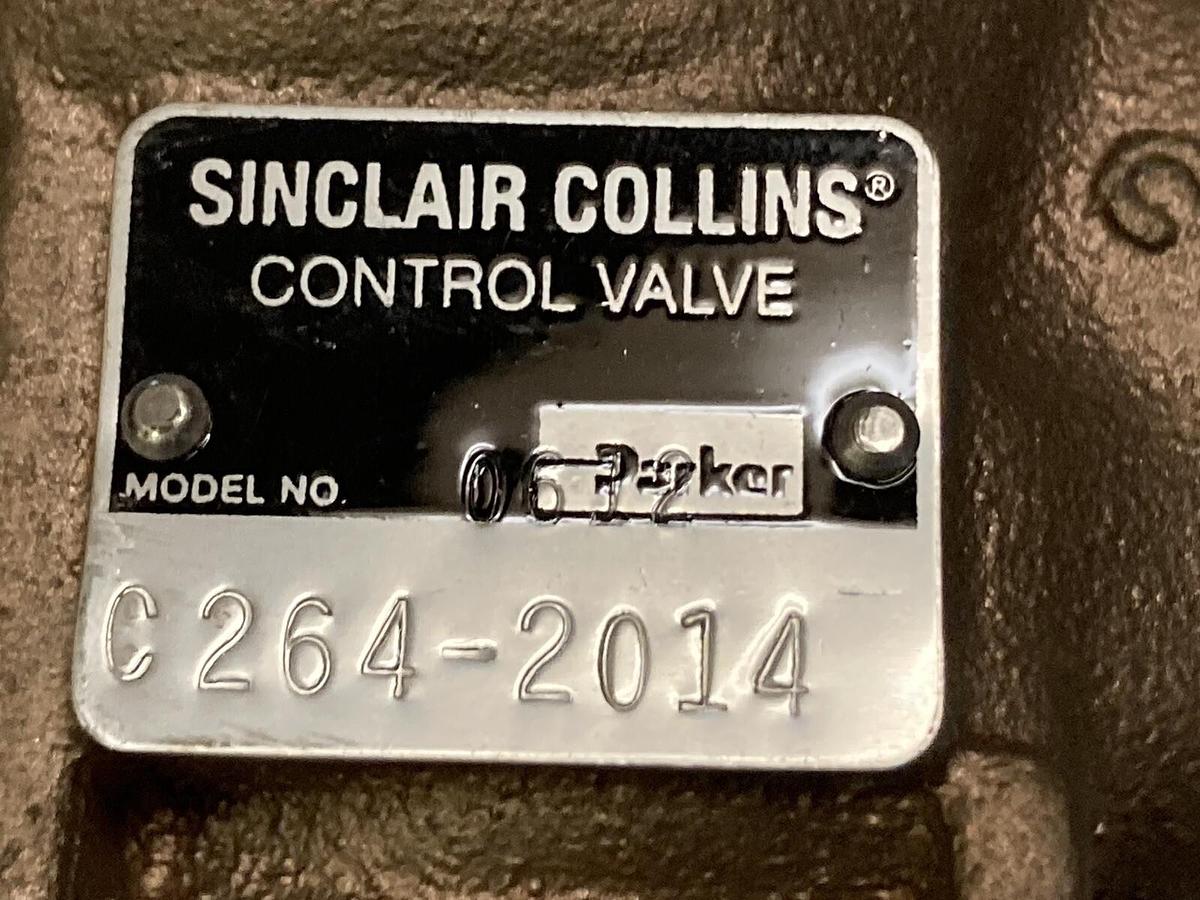 SINCLAIR COLLINS®
CONTROL VALVE
Parker
MODEL NO.
C264-2014